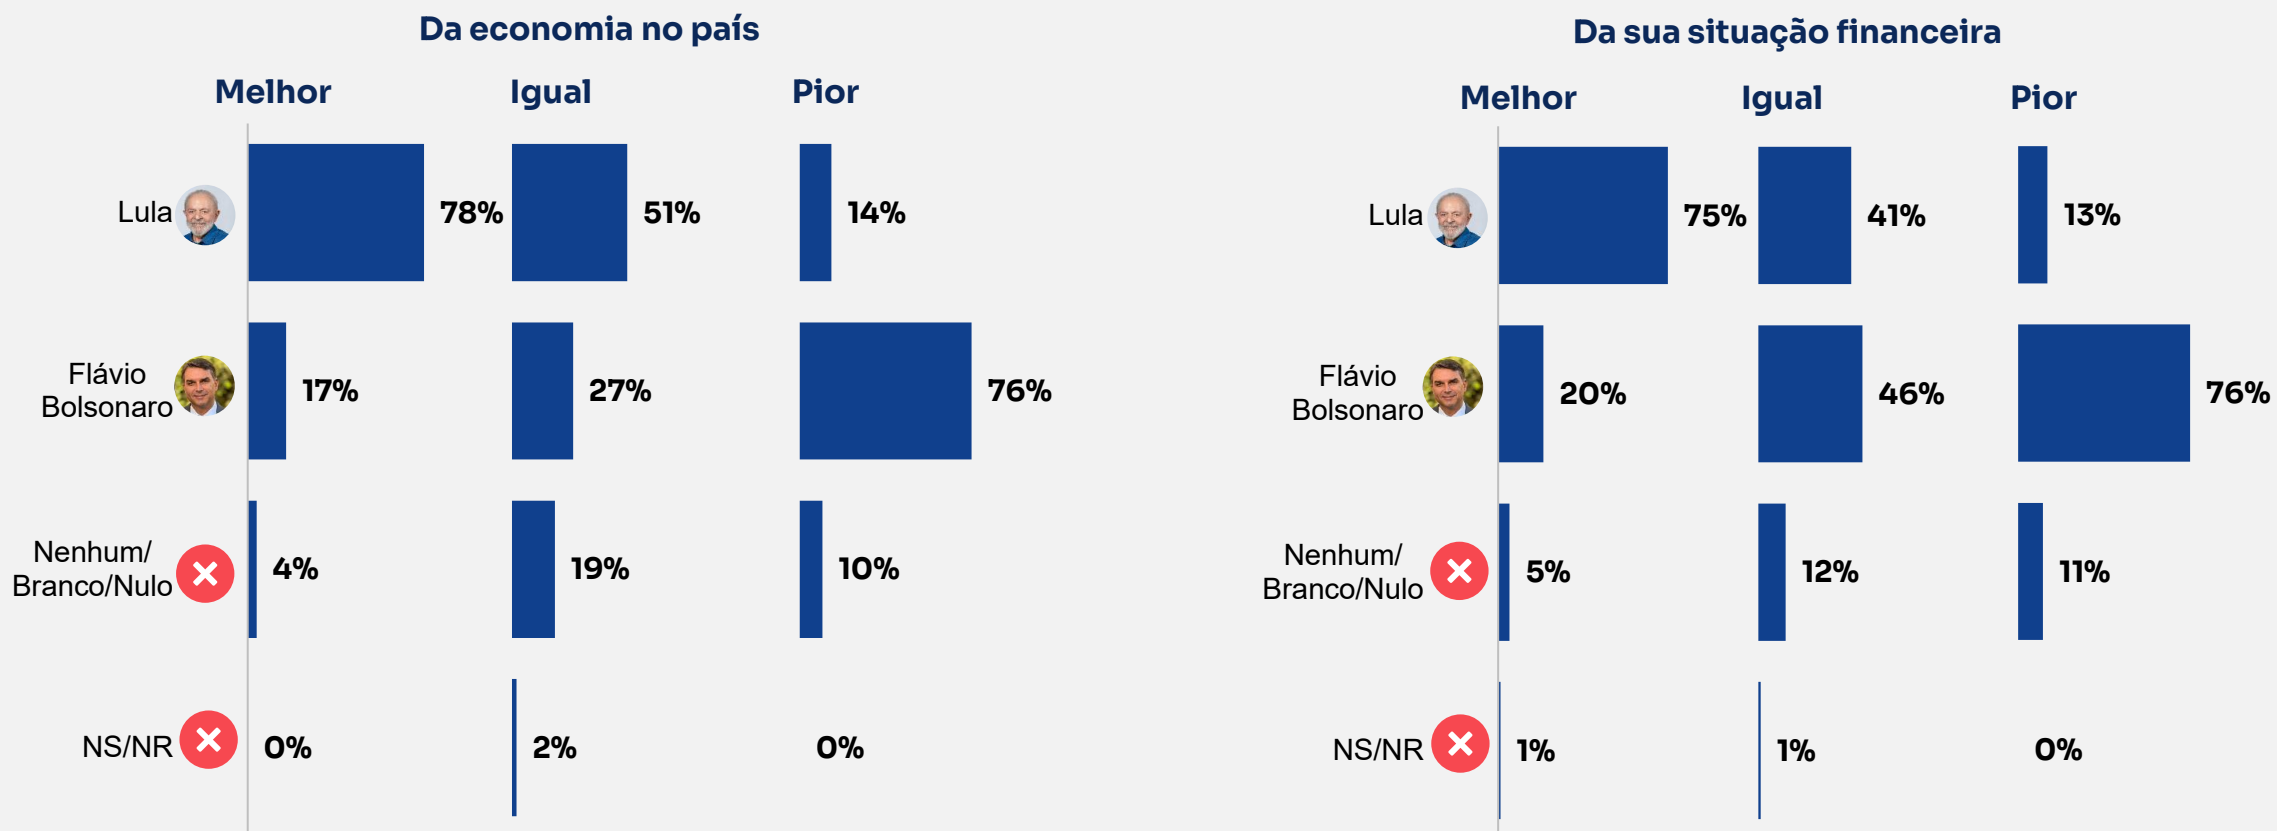 Da economia no país
Melhor Igual Pior
Lula 78% 51% 14%
Flávio
Bolsonaro 17% 27% 76%
Nenhum/
Branco/Nulo 4% 19% 10%
NS/NR 0% 2% 0%
Da sua situação financeira
Melhor Igual Pior
Lula 75% 41% 13%
Flávio
Bolsonaro 20% 46% 76%
Nenhum/
Branco/Nulo 5% 12% 11%
NS/NR 1% 1% 0%